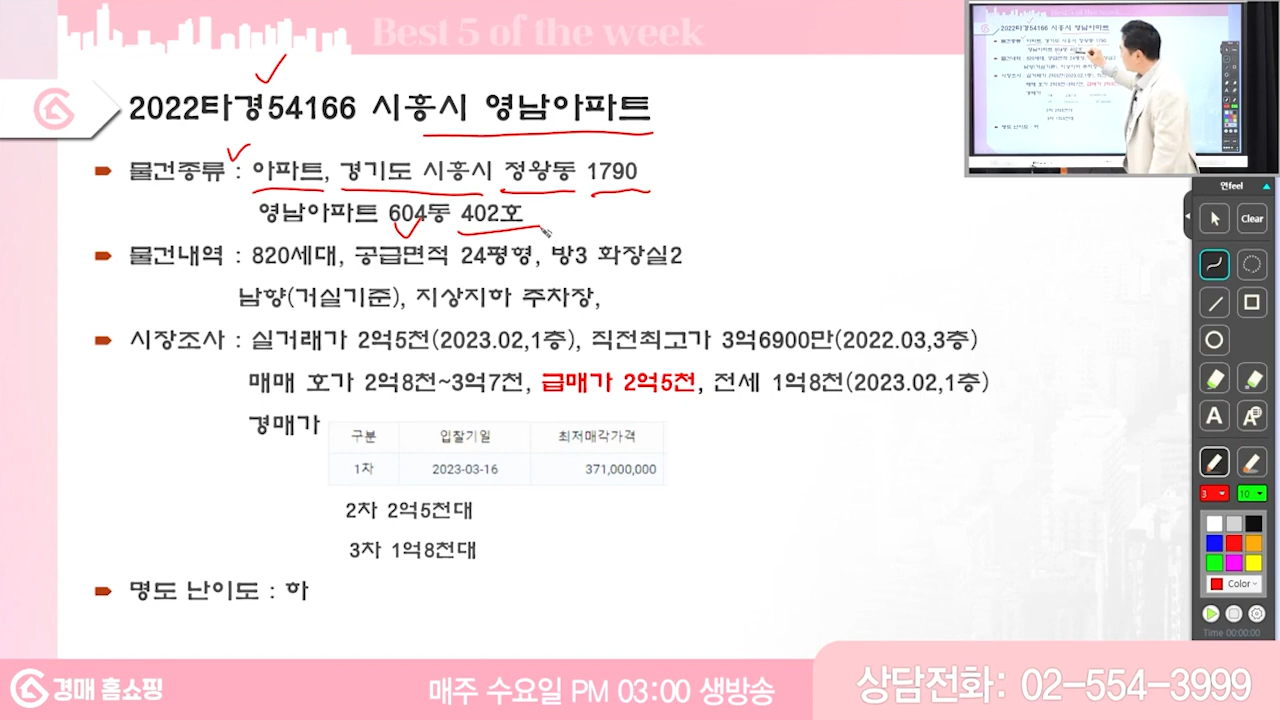 Best 5 of the week
2022타경54166 시흥시 영남아파트
물건종류 : 아파트, 경기도 시흥시 정왕동 1790
영남아파트 604동 402호
물건내역 : 820세대, 공급면적 24평형, 방3 화장실2
남향(거실기준), 지상지하 주차장,
시장조사 : 실거래가 2억5천(2023.02,1층), 직전최고가 3억6900만(2022.03,3층)
매매 호가 2억8천~3억7천, 급매가 2억5천, 전세 1억8천(2023.02,1층)
경매가
구분 입찰기일 최저매각가격
1차 2023-03-16 371,000,000
2차 2억5천대
3차 1억8천대
명도 난이도 : 하
경매 홈쇼핑
매주 수요일 PM 03:00 생방송
상담전화: 02-554-3999
연feel
Clear
A A
3 10
Color
Time 00:00:00